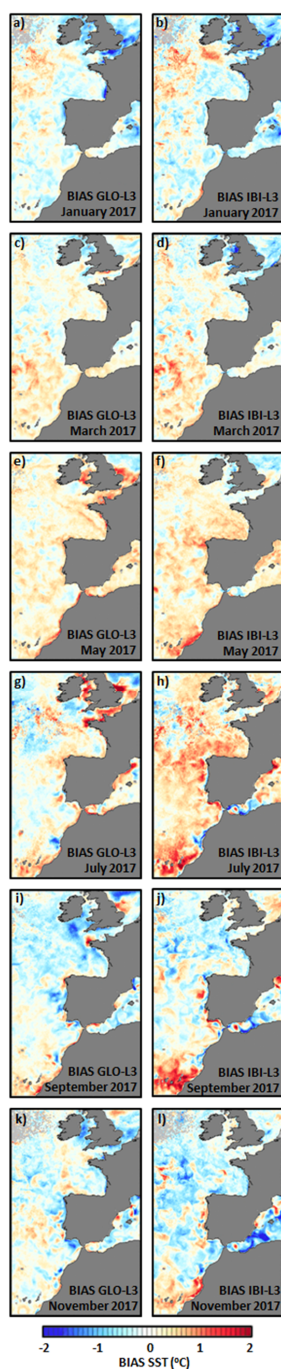 a)
b)
BIAS GLO-L3
January 2017
BIAS IBI-L3
January 2017
c)
d)
BIAS GLO-L3
March 2017
BIAS IBI-L3
March 2017
e)
f)
BIAS GLO-L3
May 2017
BIAS IBI-L3
May 2017
g)
h)
BIAS GLO-L3
July 2017
BIAS IBI-L3
July 2017
i)
j)
BIAS GLO-L3
September 2017
BIAS IBI-L3
September 2017
k)
l)
BIAS GLO-L3
November 2017
BIAS IBI-L3
November 2017
-2 -1 0 1 2
BIAS SST (ºC)